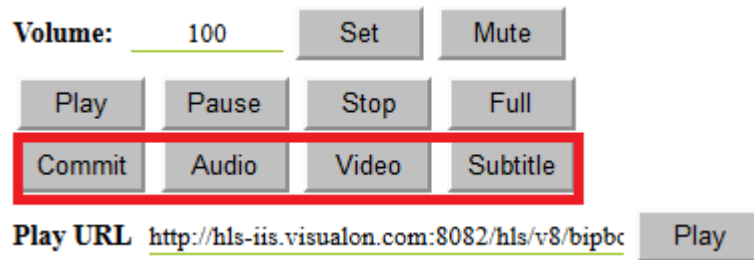 Volume: 100 Set Mute
Play Pause Stop Full
Commit Audio Video Subtitle
Play URL http://hls-iis.visualon.com:8082/hls/v8/bipbc Play